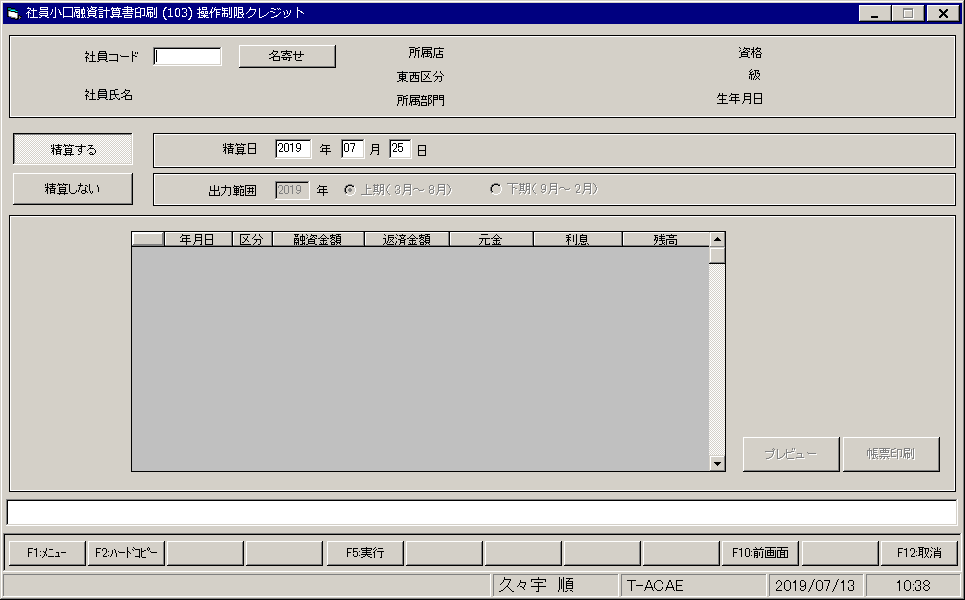 社員小口融資計算書印刷 (103) 操作制限クレジット
社員コード 名寄せ 所属店 資格
東西区分 級
社員氏名 所属部門 生年月日
精算する 精算日 2019 年 07 月 25 日
精算しない 出力範囲 2019 年 上期( 3月～ 8月) 下期( 9月～ 2月)
年月日 区分 融資金額 返済金額 元金 利息 残高
プレビュー 帳票印刷
F1:ﾒﾆｭｰ F2:ﾊｰﾄﾞｺﾋﾟｰ F5:実行 F10:前画面 F12:取消
久々宇 順 T-ACAE 2019/07/13 10:38